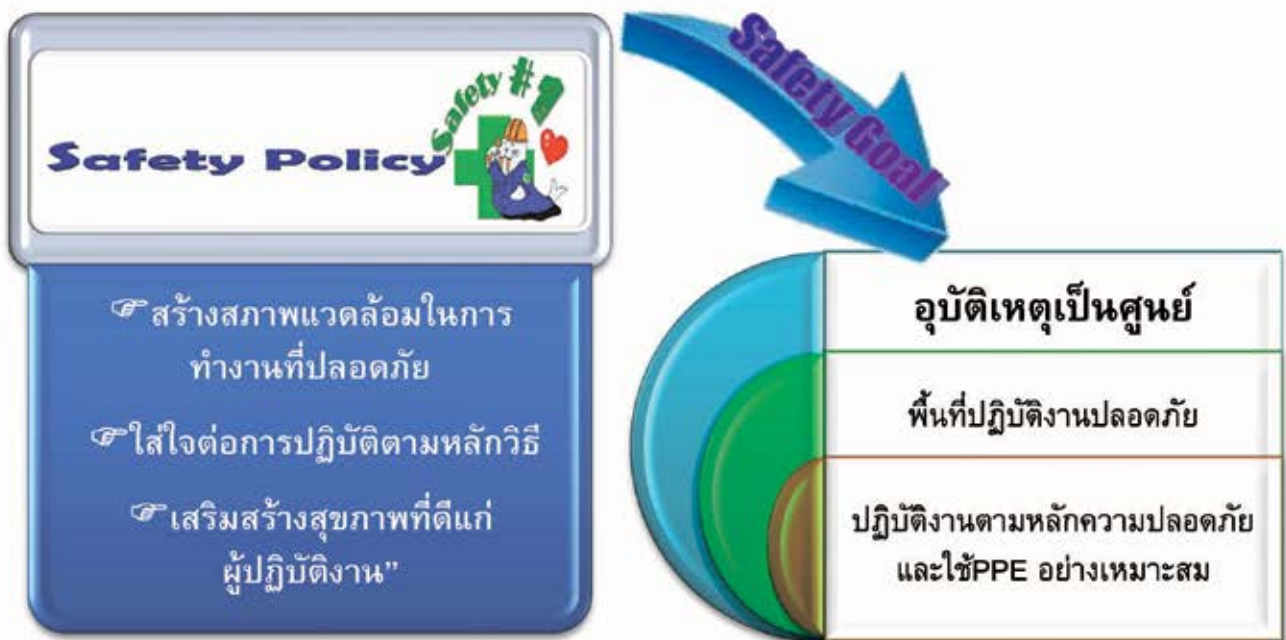 Safety #1
Safety Policy
☞สร้างสภาพแวดล้อมในการ
ทำงานที่ปลอดภัย
☞ใส่ใจต่อการปฏิบัติตามหลักวิธี
☞เสริมสร้างสุขภาพที่ดีแก่
ผู้ปฏิบัติงาน”
Safety Goal
อุบัติเหตุเป็นศูนย์
พื้นที่ปฏิบัติงานปลอดภัย
ปฏิบัติงานตามหลักความปลอดภัย
และใช้PPE อย่างเหมาะสม